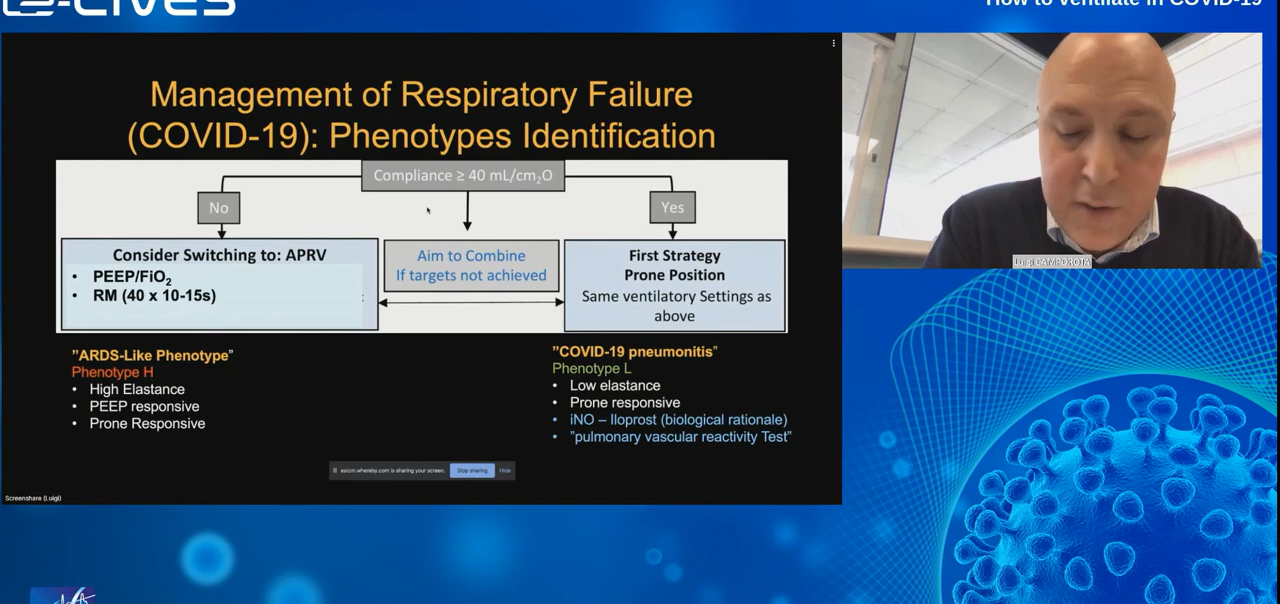 e-LIVES
How to ventilate in COVID-19
Management of Respiratory Failure
(COVID-19): Phenotypes Identification
Compliance ≥ 40 mL/cm₂O
No
Yes
Consider Switching to: APRV
• PEEP/FiO₂
• RM (40 x 10-15s)
:
Aim to Combine
If targets not achieved
First Strategy
Prone Position
Same ventilatory Settings as
above
”ARDS-Like Phenotype”
Phenotype H
• High Elastance
• PEEP responsive
• Prone Responsive
”COVID-19 pneumonitis”
Phenotype L
• Low elastance
• Prone responsive
• iNO – Iloprost (biological rationale)
• ”pulmonary vascular reactivity Test”
esicm.whereby.com is sharing your screen.
Stop sharing
Hide
Screenshare (Luigi)
Luigi CAMPOROTA